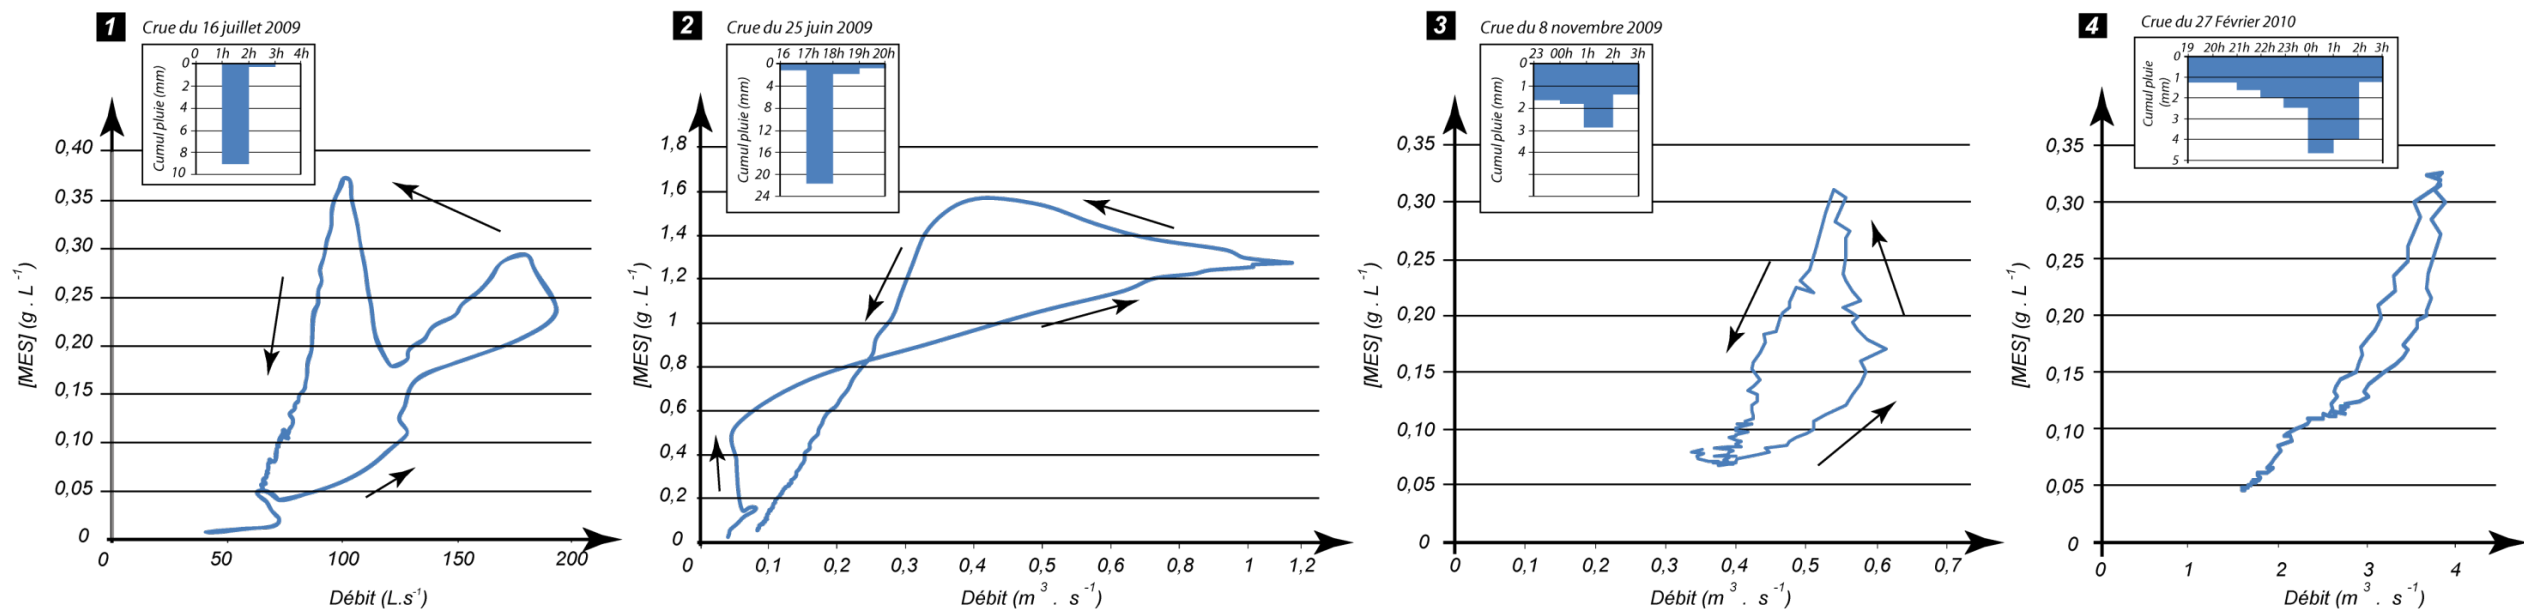 1 Crue du 16 juillet 2009
0 1h 2h 3h 4h
Cumul pluie (mm)
0
2
4
6
8
10
[MES] (g . L⁻¹)
0,40
0,35
0,30
0,25
0,20
0,15
0,10
0,05
0
0 50 100 150 200
Débit (L.s⁻¹)
2 Crue du 25 juin 2009
16 17h 18h 19h 20h
Cumul pluie (mm)
0
4
8
12
16
20
24
[MES] (g . L⁻¹)
1,8
1,6
1,4
1,2
1
0,8
0,6
0,4
0,2
0
0 0,1 0,2 0,3 0,4 0,6 0,8 1 1,2
Débit (m³ . s⁻¹)
3 Crue du 8 novembre 2009
23 00h 1h 2h 3h
Cumul pluie (mm)
0
1
2
3
4
[MES] (g . L⁻¹)
0,35
0,30
0,25
0,20
0,15
0,10
0,05
0
0 0,1 0,2 0,3 0,4 0,5 0,6 0,7
Débit (m³ . s⁻¹)
4 Crue du 27 Février 2010
19 20h 21h 22h 23h 0h 1h 2h 3h
Cumul pluie
(mm)
0
1
2
3
4
5
[MES] (g . L⁻¹)
0,35
0,30
0,25
0,20
0,15
0,10
0,05
0
0 1 2 3 4
Débit (m³ . s⁻¹)